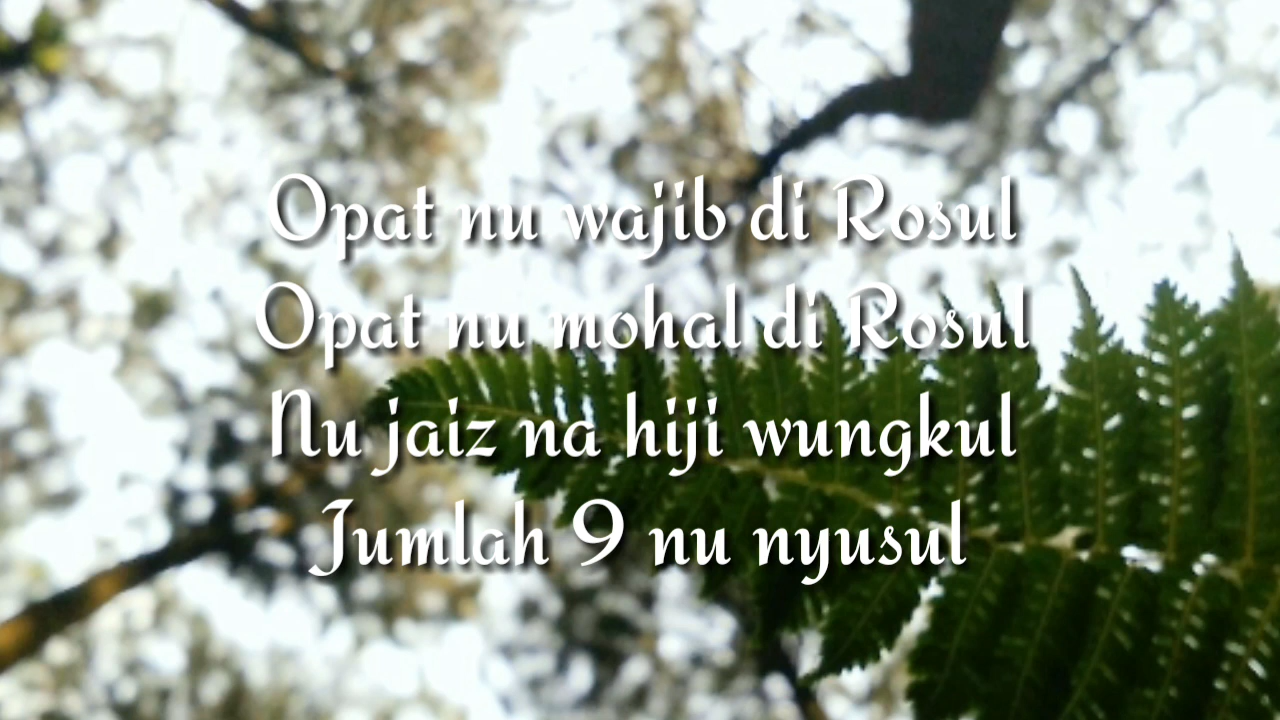 Opat nu wajib di Rosul
Opat nu mohal di Rosul
Nu jaiz na hiji wungkul
Jumlah 9 nu nyusul